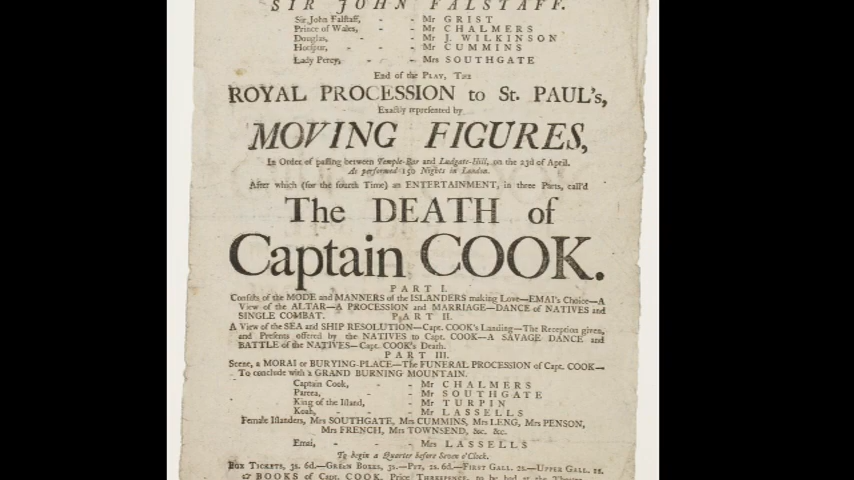 SIR JOHN FALSTAFF.
Sir John Falstaff, - - Mr GRIST
Prince of Wales, - - Mr CHALMERS
Douglas, - - Mr J. WILKINSON
Hotspur, - - - Mr CUMMINS
Lady Percy, - - Mrs SOUTHGATE
End of the PLAY, THE
ROYAL PROCESSION to St. PAUL's,
Exactly represented by
MOVING FIGURES,
In Order of passing between Temple-Bar and Ludgate-Hill, on the 23d of April.
As performed 150 Nights in London.
After which (for the fourth Time) an ENTERTAINMENT, in three Parts, call'd
The DEATH of
Captain COOK.
PART I.
Consists of the MODE and MANNERS of the ISLANDERS making Love—EMAI's Choice—A
View of the ALTAR—A PROCESSION and MARRIAGE—DANCE of NATIVES and
SINGLE COMBAT. PART II.
A View of the SEA and SHIP RESOLUTION—Capt. COOK's Landing—The Reception given,
and Presents offered by the NATIVES to Capt. COOK—A SAVAGE DANCE and
BATTLE of the NATIVES—Capt. COOK's Death.
PART III.
Scene, a MORAI or BURYING-PLACE—The FUNERAL PROCESSION of Capt. COOK—
To conclude with a GRAND BURNING MOUNTAIN.
Captain Cook, - - Mr CHALMERS
Pareea, - - Mr SOUTHGATE
King of the Island, - Mr TURPIN
Koah, - - - Mr LASSELLS
Female Islanders, Mrs SOUTHGATE, Mrs CUMMINS, Mrs LENG, Mrs PENSON,
Mrs FRENCH, Mrs TOWNSEND, &c. &c.
Emai, - - - Mrs LASSELLS
To begin a Quarter before Seven o'Clock.
BOX TICKETS, 3s. 6d.—GREEN BOXES, 3s.—PIT, 2s. 6d.—FIRST GALL. 2s.—UPPER GALL. 1s.
☞ BOOKS of Capt. COOK, Price THREEPENCE, to be had at the Theatre.